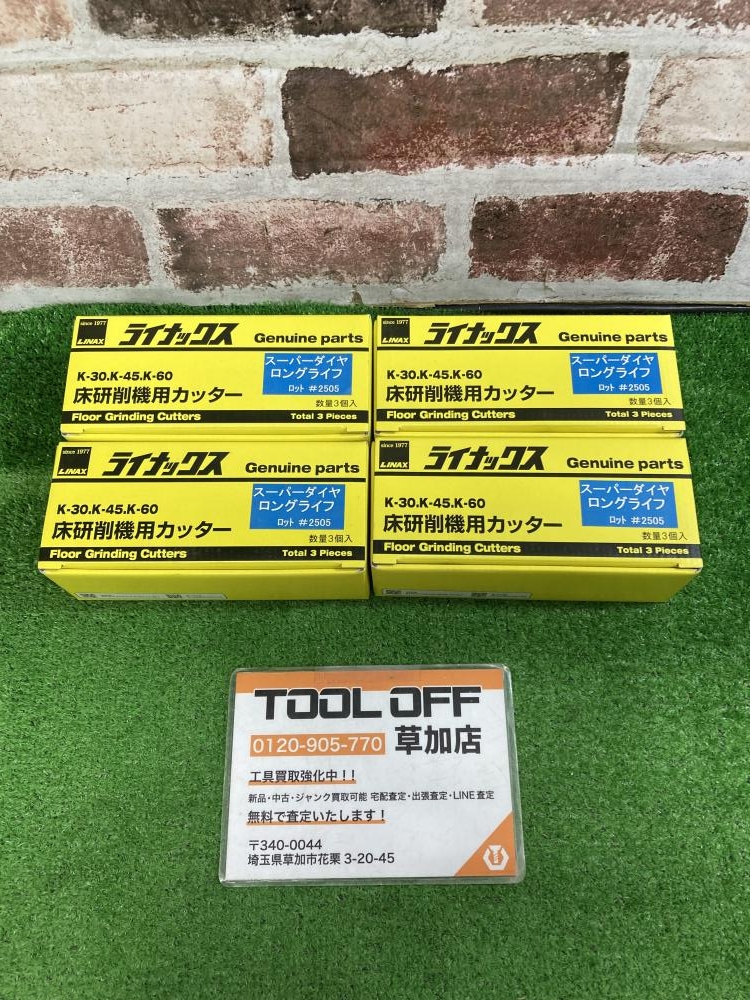 since 1977
LINAX
ライナックス
Genuine parts
K-30.K-45.K-60
床研削機用カッター
スーパーダイヤ
ロングライフ
ロット #2505
数量3個入
Floor Grinding Cutters
Total 3 Pieces
since 1977
LINAX
ライナックス
Genuine parts
K-30.K-45.K-60
床研削機用カッター
スーパーダイヤ
ロングライフ
ロット #2505
数量3個入
Floor Grinding Cutters
Total 3 Pieces
since 1977
LINAX
ライナックス
Genuine parts
K-30.K-45.K-60
床研削機用カッター
スーパーダイヤ
ロングライフ
ロット #2505
数量3個入
Floor Grinding Cutters
Total 3 Pieces
since 1977
LINAX
ライナックス
Genuine parts
K-30.K-45.K-60
床研削機用カッター
スーパーダイヤ
ロングライフ
ロット #2505
数量3個入
Floor Grinding Cutters
Total 3 Pieces
TOOL OFF
0120-905-770 草加店
工具買取強化中!!
新品・中古・ジャンク買取可能 宅配査定・出張査定・LINE査定
無料で査定いたします!
〒340-0044
埼玉県草加市花栗 3-20-45